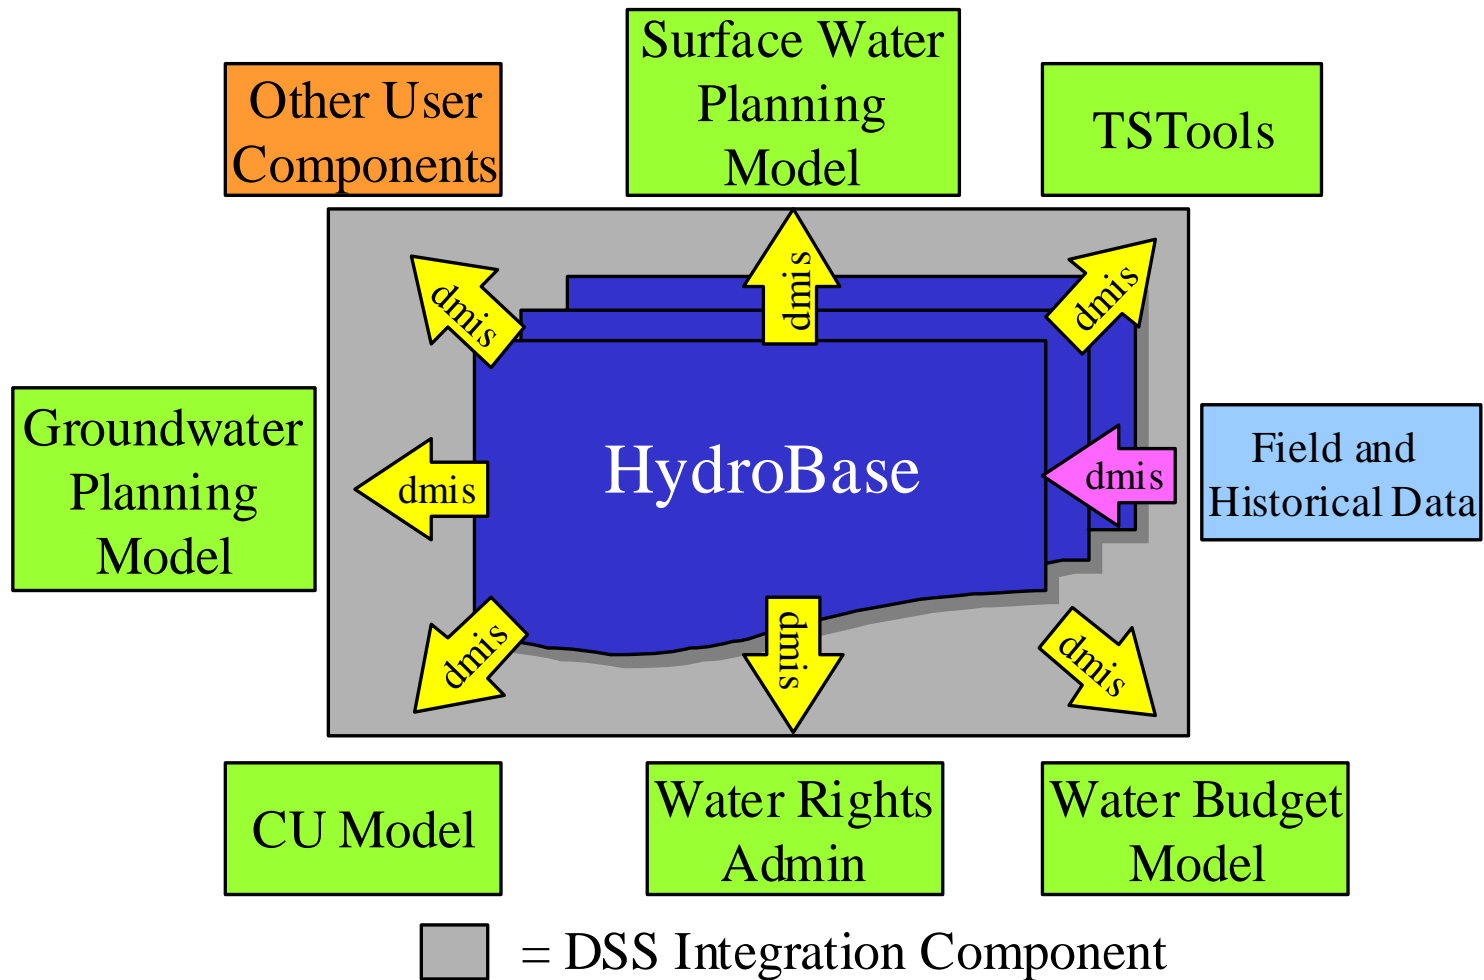 Other User
Components
Surface Water
Planning
Model
TSTools
dmis
dmis
dmis
Groundwater
Planning
Model
dmis
HydroBase
dmis
Field and
Historical Data
dmis
dmis
dmis
CU Model
Water Rights
Admin
Water Budget
Model
= DSS Integration Component